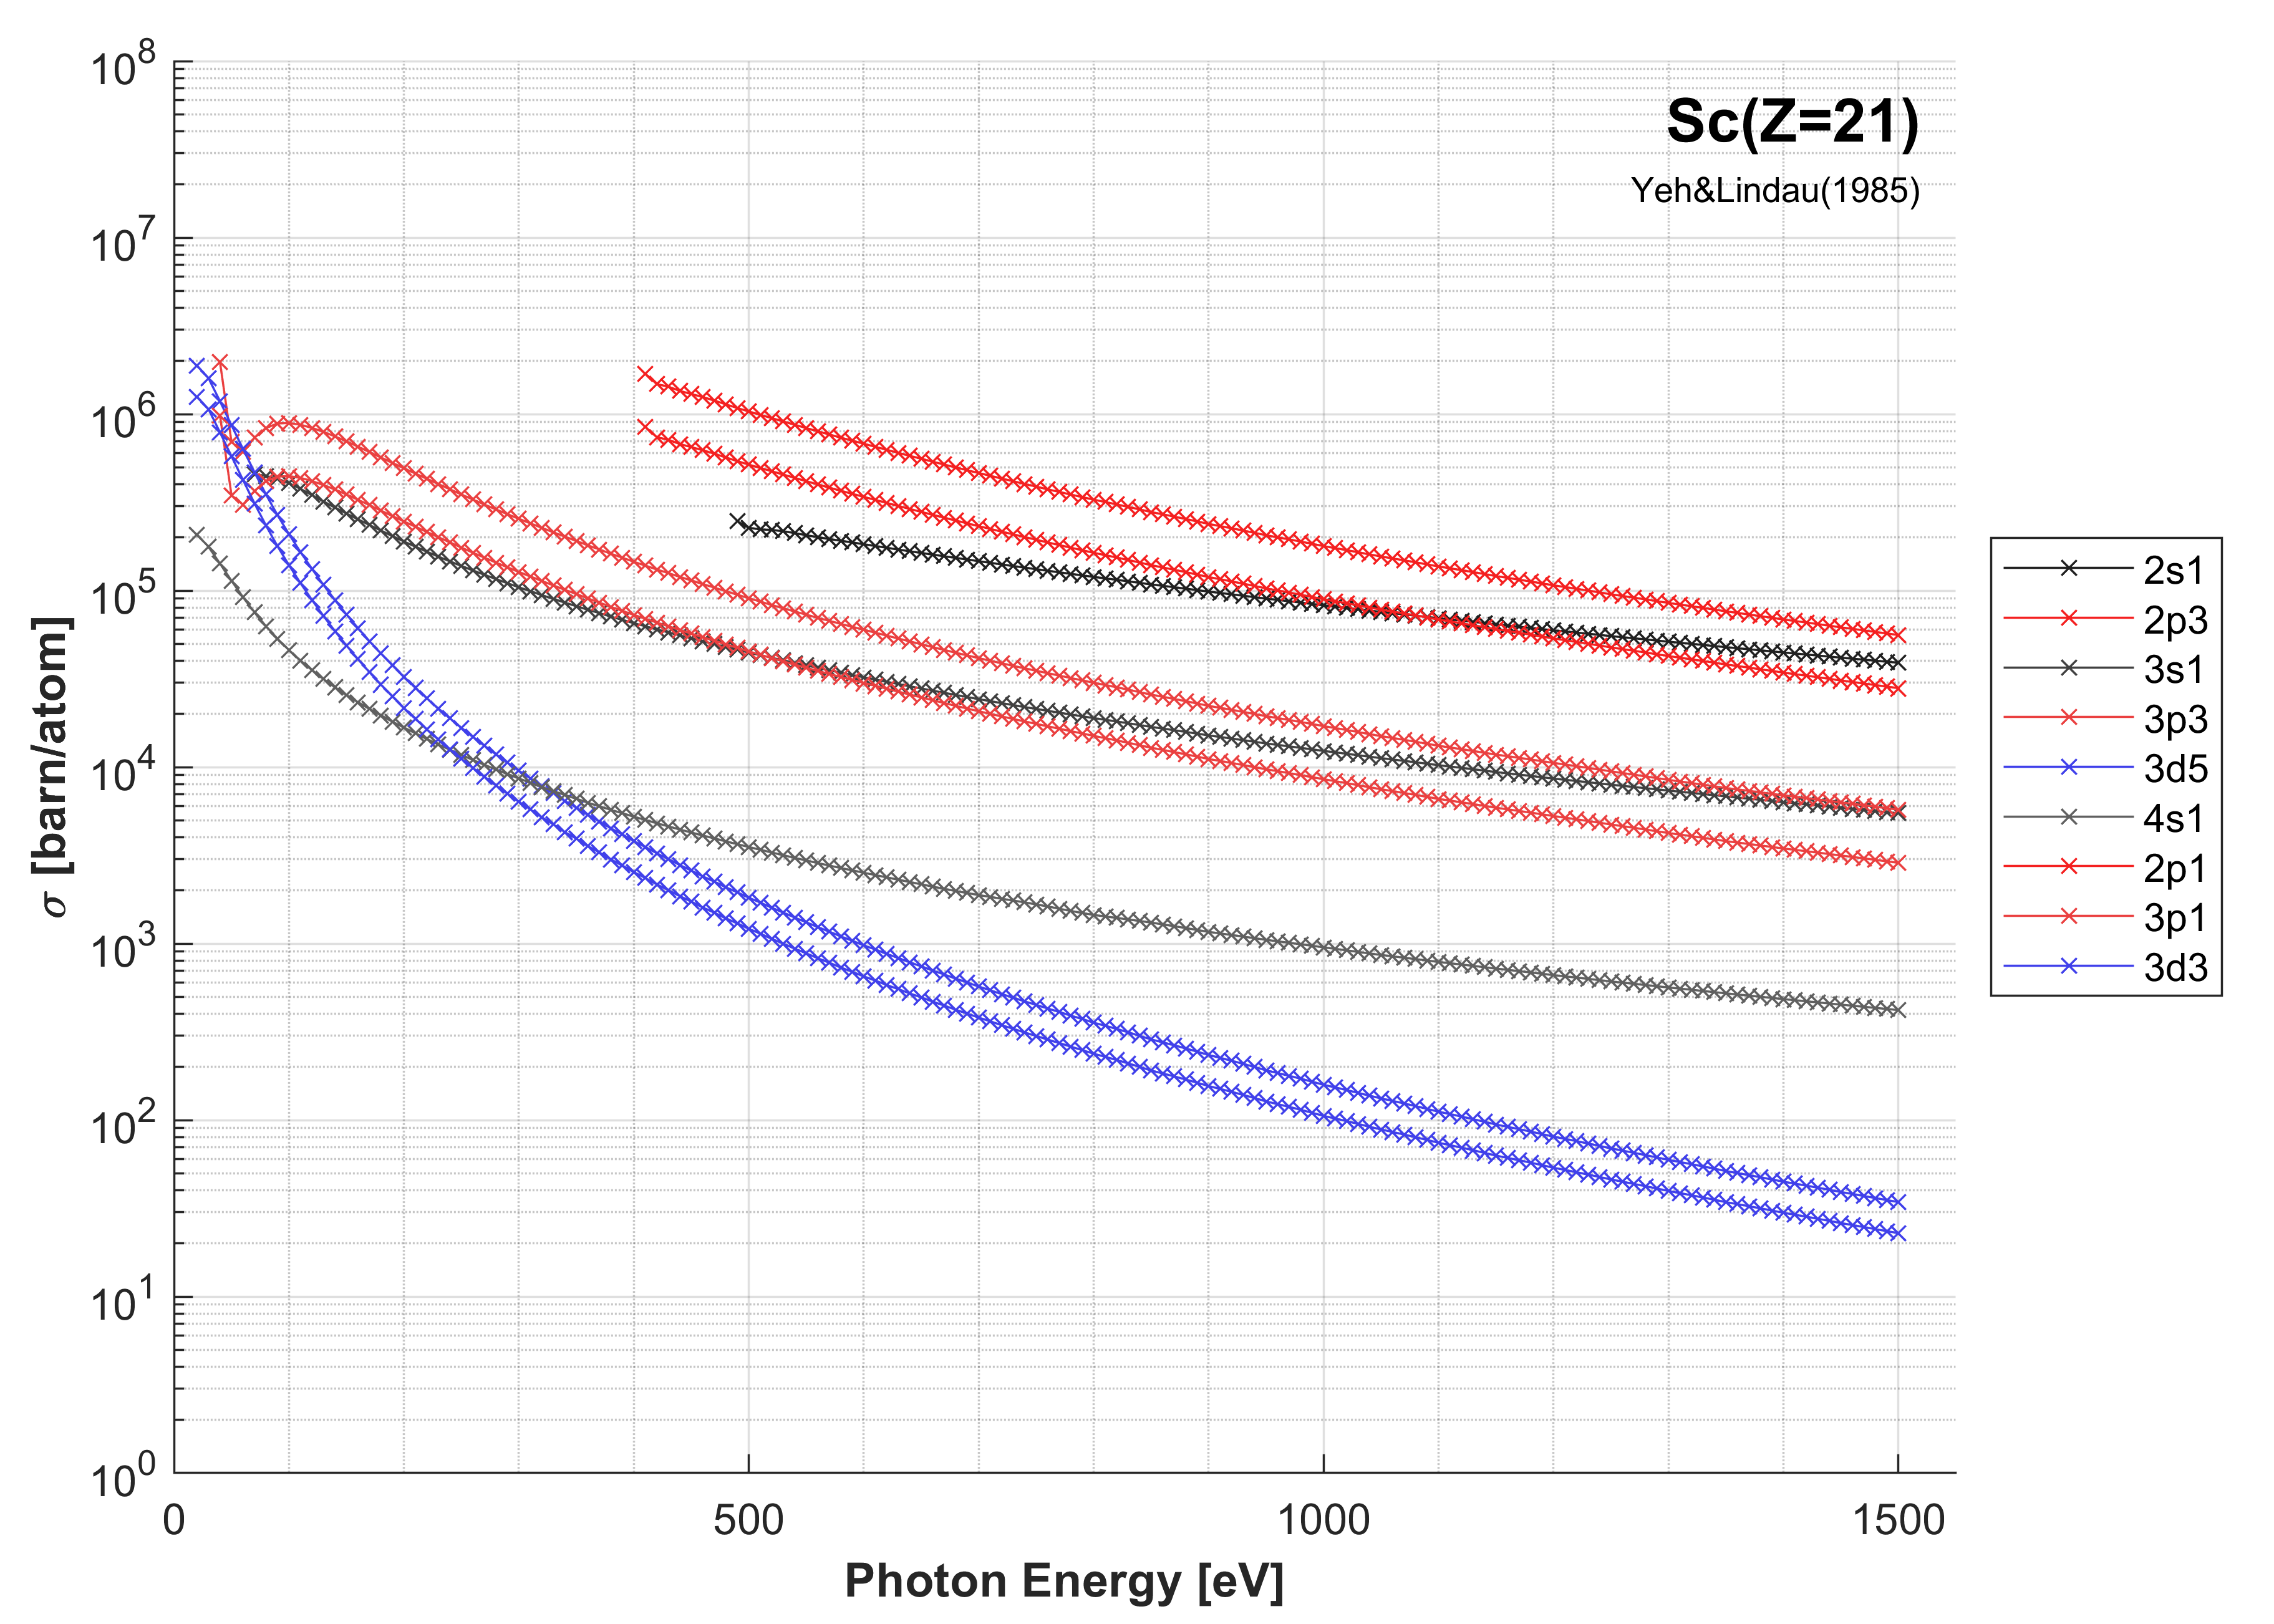 Sc(Z=21)
Yeh&Lindau(1985)
10^8
10^7
10^6
10^5
10^4
10^3
10^2
10^1
10^0
σ [barn/atom]
0 500 1000 1500
Photon Energy [eV]
2s1
2p3
3s1
3p3
3d5
4s1
2p1
3p1
3d3